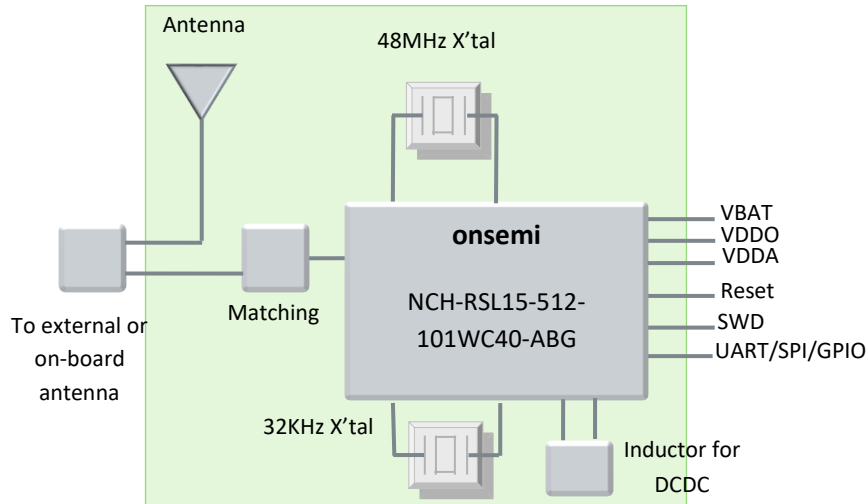 Antenna
48MHz X’tal
onsemi
NCH-RSL15-512-
101WC40-ABG
VBAT
VDDO
VDDA
Reset
SWD
UART/SPI/GPIO
Matching
To external or
on-board
antenna
32KHz X’tal
Inductor for
DCDC